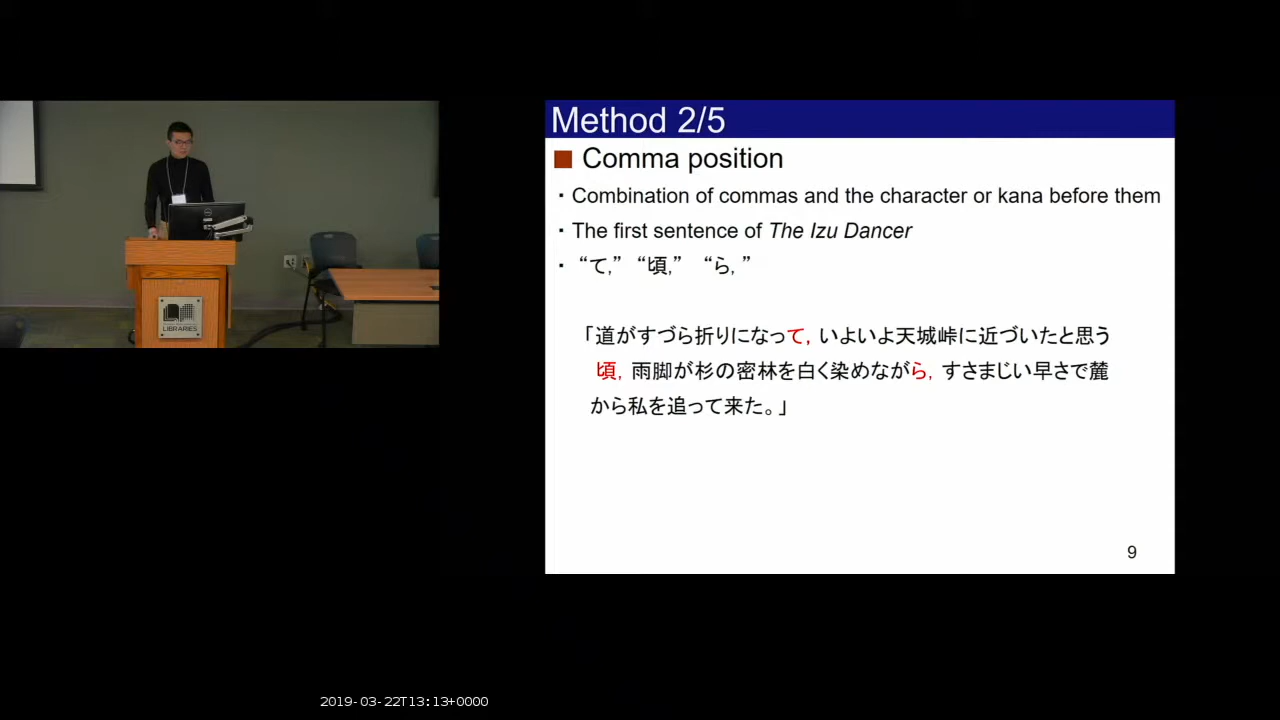 Method 2/5
Comma position
・Combination of commas and the character or kana before them
・The first sentence of The Izu Dancer
・“て,” “頃,” “ら, ”
「道がすづら折りになって, いよいよ天城峠に近づいたと思う
頃, 雨脚が杉の密林を白く染めながら, すさまじい早さで麓
から私を追って来た。」
9
LIBRARIES
2019-03-22T13:13+0000